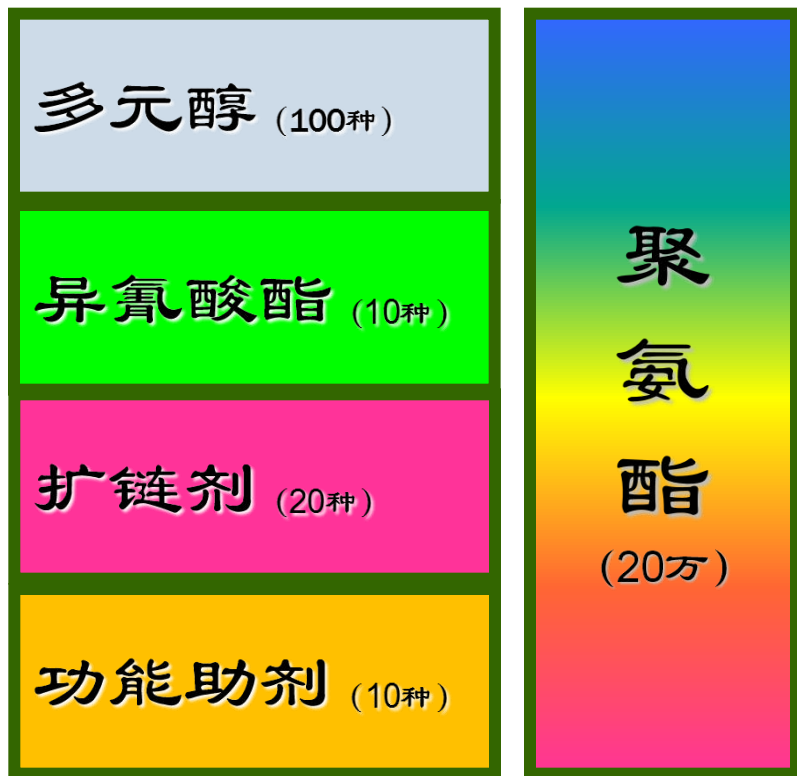 多元醇（100种）
异氰酸酯（10种）
扩链剂（20种）
功能助剂（10种）
聚
氨
酯
（20万）